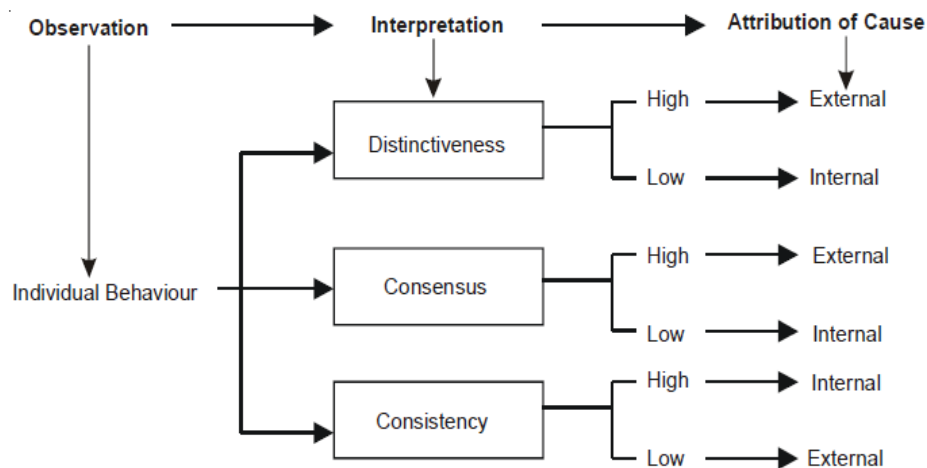 Observation
Interpretation
Attribution of Cause
High
External
Distinctiveness
Low
Internal
High
External
Individual Behaviour
Consensus
Low
Internal
High
Internal
Consistency
Low
External